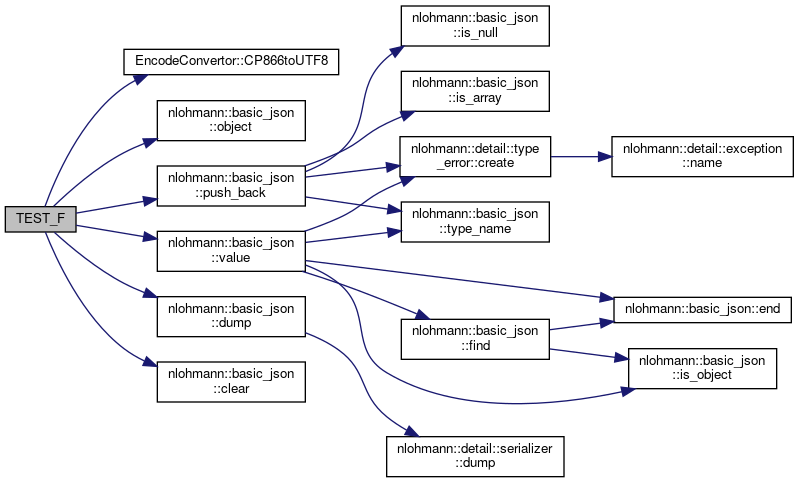 TEST_F
EncodeConvertor::CP866toUTF8
nlohmann::basic_json
::object
nlohmann::basic_json
::push_back
nlohmann::basic_json
::value
nlohmann::basic_json
::dump
nlohmann::basic_json
::clear
nlohmann::basic_json
::is_null
nlohmann::basic_json
::is_array
nlohmann::detail::type
_error::create
nlohmann::basic_json
::type_name
nlohmann::basic_json
::find
nlohmann::detail::serializer
::dump
nlohmann::detail::exception
::name
nlohmann::basic_json::end
nlohmann::basic_json
::is_object